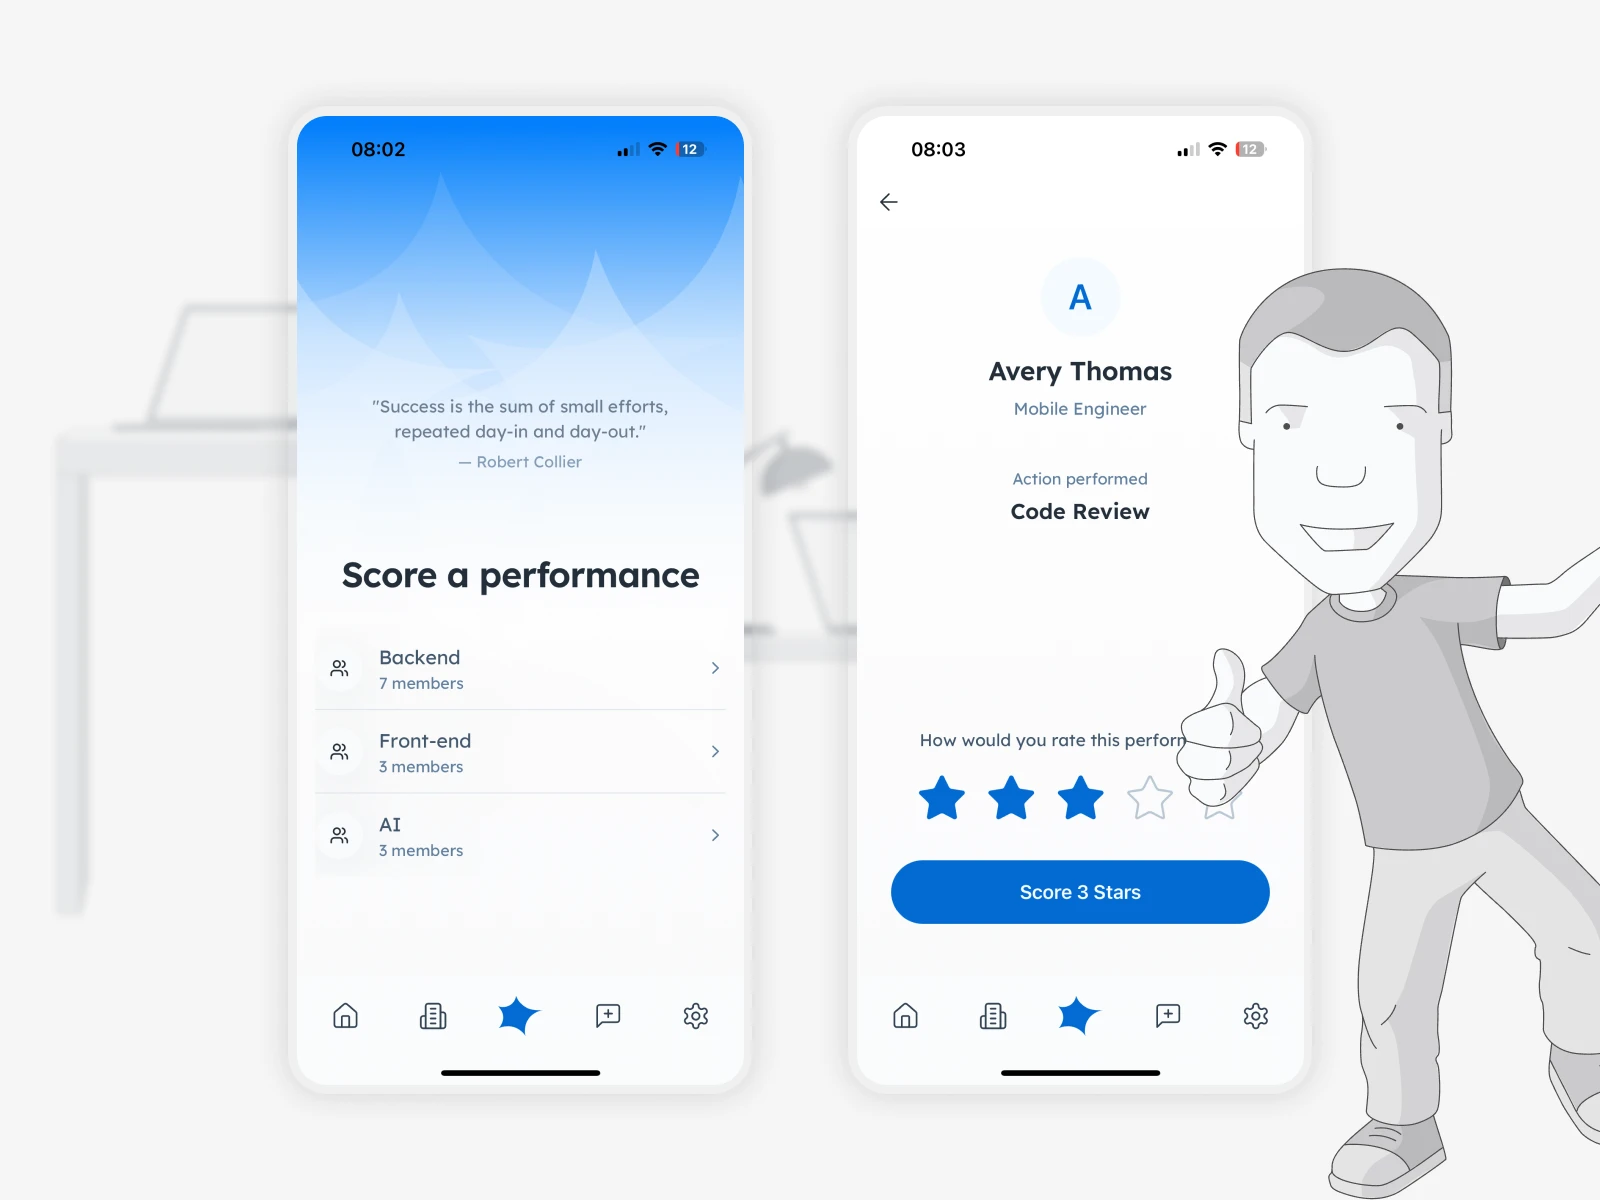 08:02
12
"Success is the sum of small efforts,
repeated day-in and day-out."
— Robert Collier
Score a performance
Backend
7 members
Front-end
3 members
AI
3 members
08:03
12
A
Avery Thomas
Mobile Engineer
Action performed
Code Review
How would you rate this perform
Score 3 Stars